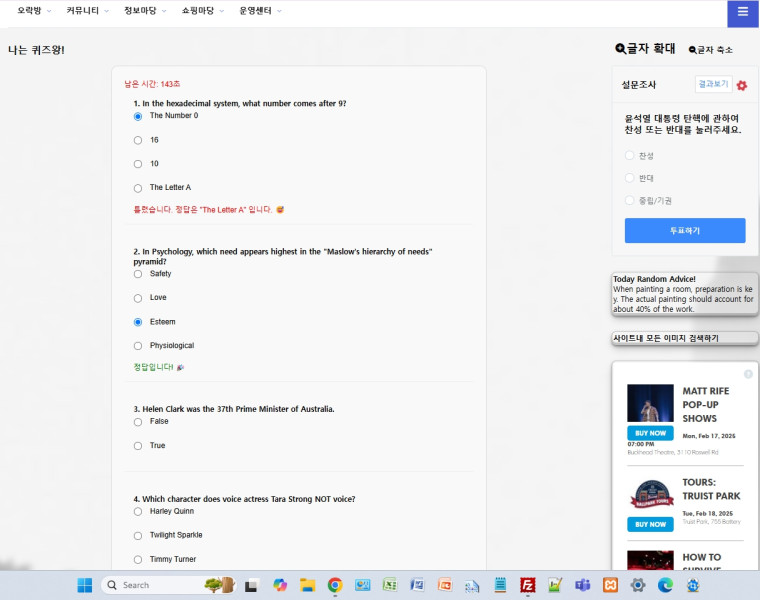 오락방 커뮤니티 정보마당 쇼핑마당 운영센터
나는 퀴즈왕!
글자 확대 글자 축소
남은 시간: 143초
1. In the hexadecimal system, what number comes after 9?
The Number 0
16
10
The Letter A
틀렸습니다. 정답은 "The Letter A" 입니다.
2. In Psychology, which need appears highest in the "Maslow's hierarchy of needs"
pyramid?
Safety
Love
Esteem
Physiological
정답입니다!
3. Helen Clark was the 37th Prime Minister of Australia.
False
True
4. Which character does voice actress Tara Strong NOT voice?
Harley Quinn
Twilight Sparkle
Timmy Turner
설문조사 결과보기
윤석열 대통령 탄핵에 관하여
찬성 또는 반대를 눌러주세요.
찬성
반대
중립/기권
투표하기
Today Random Advice!
When painting a room, preparation is ke
y. The actual painting should account for
about 40% of the work.
사이트내 모든 이미지 검색하기
MATT RIFE
POP-UP
SHOWS
BUY NOW
Mon, Feb 17, 2025
07:00 PM
Buckhead Theatre, 3110 Roswell Rd
TOURS:
TRUIST PARK
BALLPARK TOURS
Tue, Feb 18, 2025
BUY NOW
Truist Park, 755 Battery
HOW TO
SURVIVE
Search